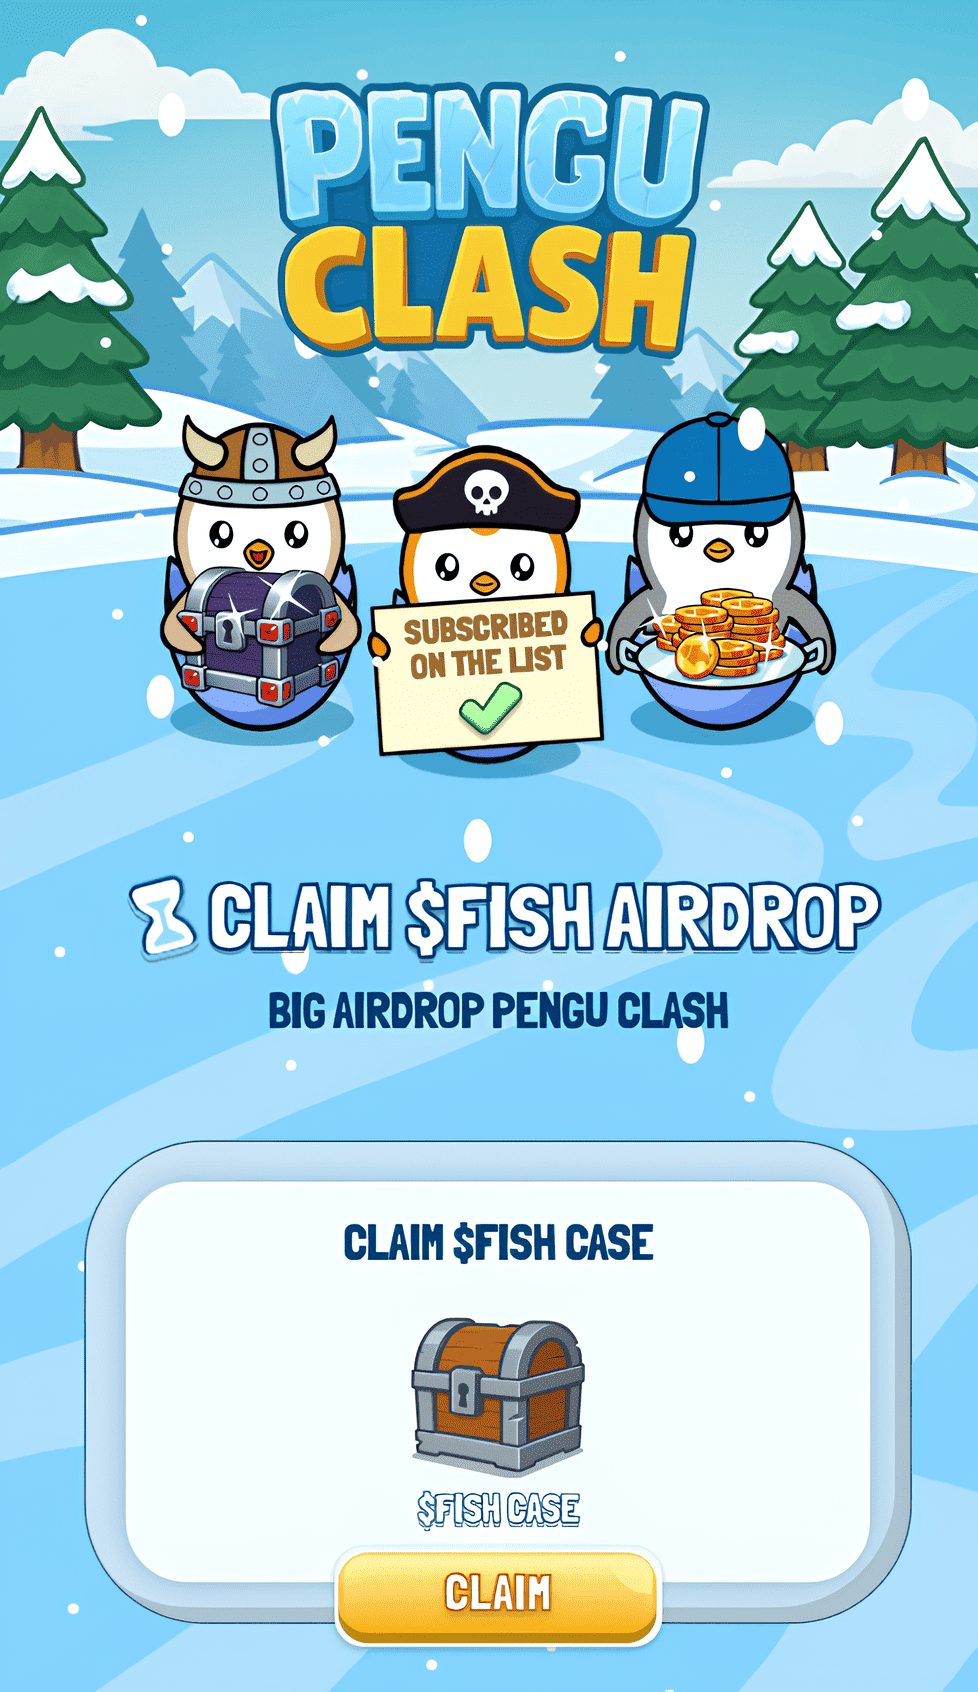 PENGU
CLASH
SUBSCRIBED
ON THE LIST
CLAIM $FISH AIRDROP
BIG AIRDROP PENGU CLASH
CLAIM $FISH CASE
$FISH CASE
CLAIM